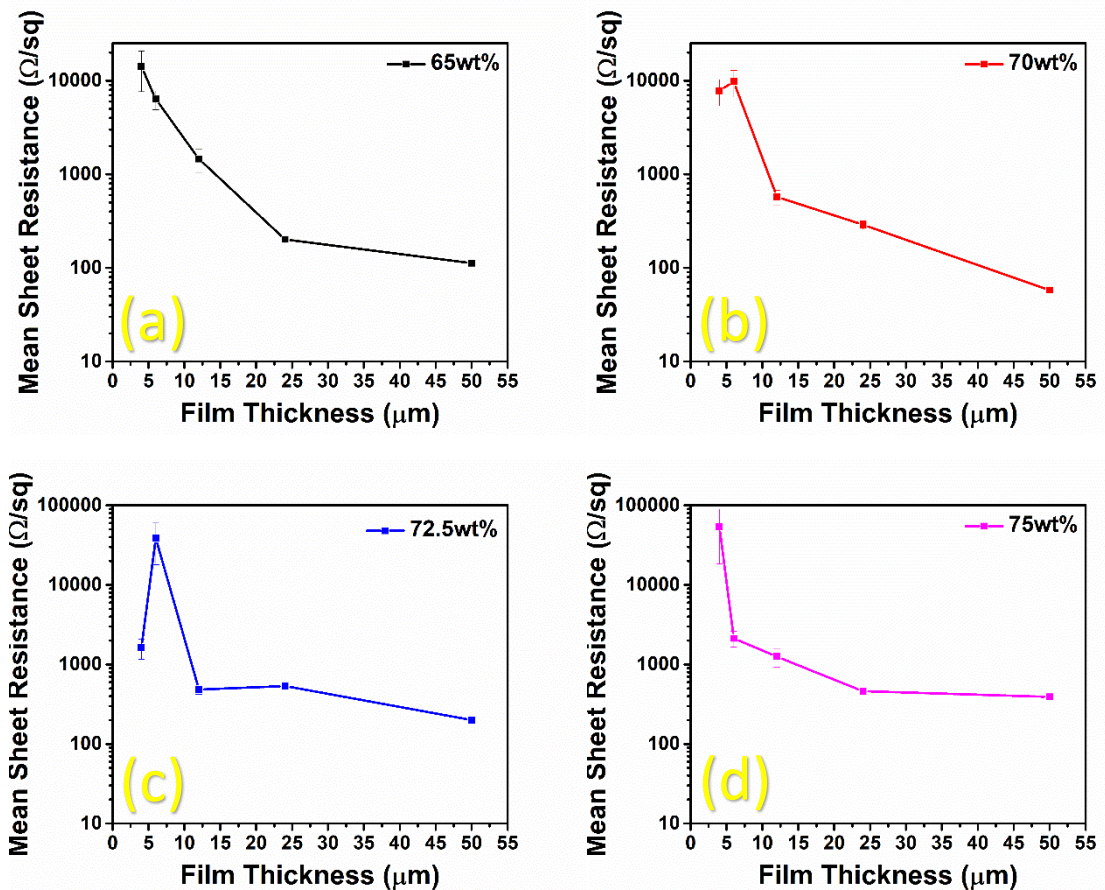 Mean Sheet Resistance (Ω/sq)
10000
1000
100
10
65wt%
(a)
0 5 10 15 20 25 30 35 40 45 50 55
Film Thickness (μm)
Mean Sheet Resistance (Ω/sq)
10000
1000
100
10
70wt%
(b)
0 5 10 15 20 25 30 35 40 45 50 55
Film Thickness (μm)
Mean Sheet Resistance (Ω/sq)
100000
10000
1000
100
10
72.5wt%
(c)
0 5 10 15 20 25 30 35 40 45 50 55
Film Thickness (μm)
Mean Sheet Resistance (Ω/sq)
100000
10000
1000
100
10
75wt%
(d)
0 5 10 15 20 25 30 35 40 45 50 55
Film Thickness (μm)